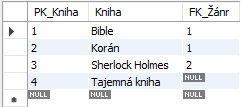 PK_Kniha Kniha FK_Žánr
1 Bible 1
2 Korán 1
3 Sherlock Holmes 2
4 Tajemná kniha NULL
NULL NULL NULL